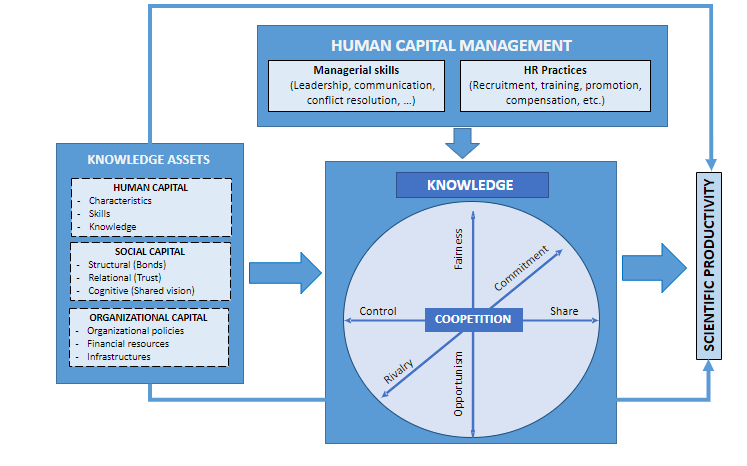 HUMAN CAPITAL MANAGEMENT
Managerial skills
(Leadership, communication,
conflict resolution, ...)
HR Practices
(Recruitment, training, promotion,
compensation, etc.)
KNOWLEDGE ASSETS
HUMAN CAPITAL
- Characteristics
- Skills
- Knowledge
SOCIAL CAPITAL
- Structural (Bonds)
- Relational (Trust)
- Cognitive (Shared vision)
ORGANIZATIONAL CAPITAL
- Organizational policies
- Financial resources
- Infrastructures
KNOWLEDGE
Fairness
Commitment
Control
COOPETITION
Share
Rivalry
Opportunism
SCIENTIFIC PRODUCTIVITY